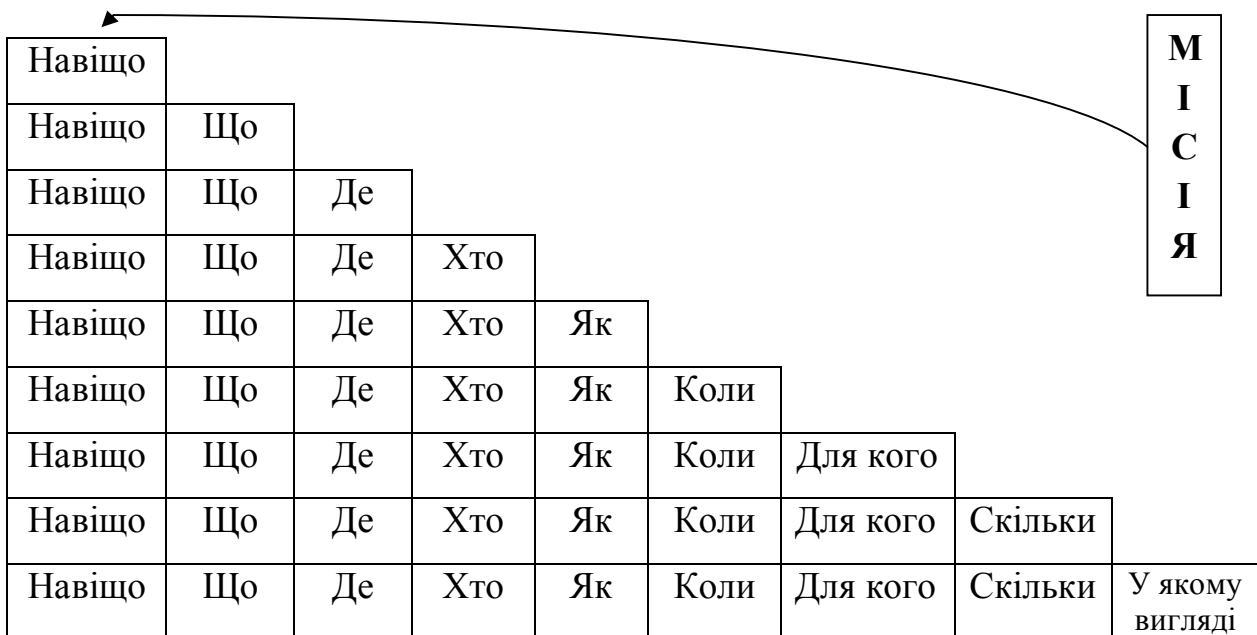 Навіщо
Навіщо Що
Навіщо Що Де
Навіщо Що Де Хто
Навіщо Що Де Хто Як
Навіщо Що Де Хто Як Коли
Навіщо Що Де Хто Як Коли Для кого
Навіщо Що Де Хто Як Коли Для кого Скільки
Навіщо Що Де Хто Як Коли Для кого Скільки У якому
вигляді
М
І
С
І
Я